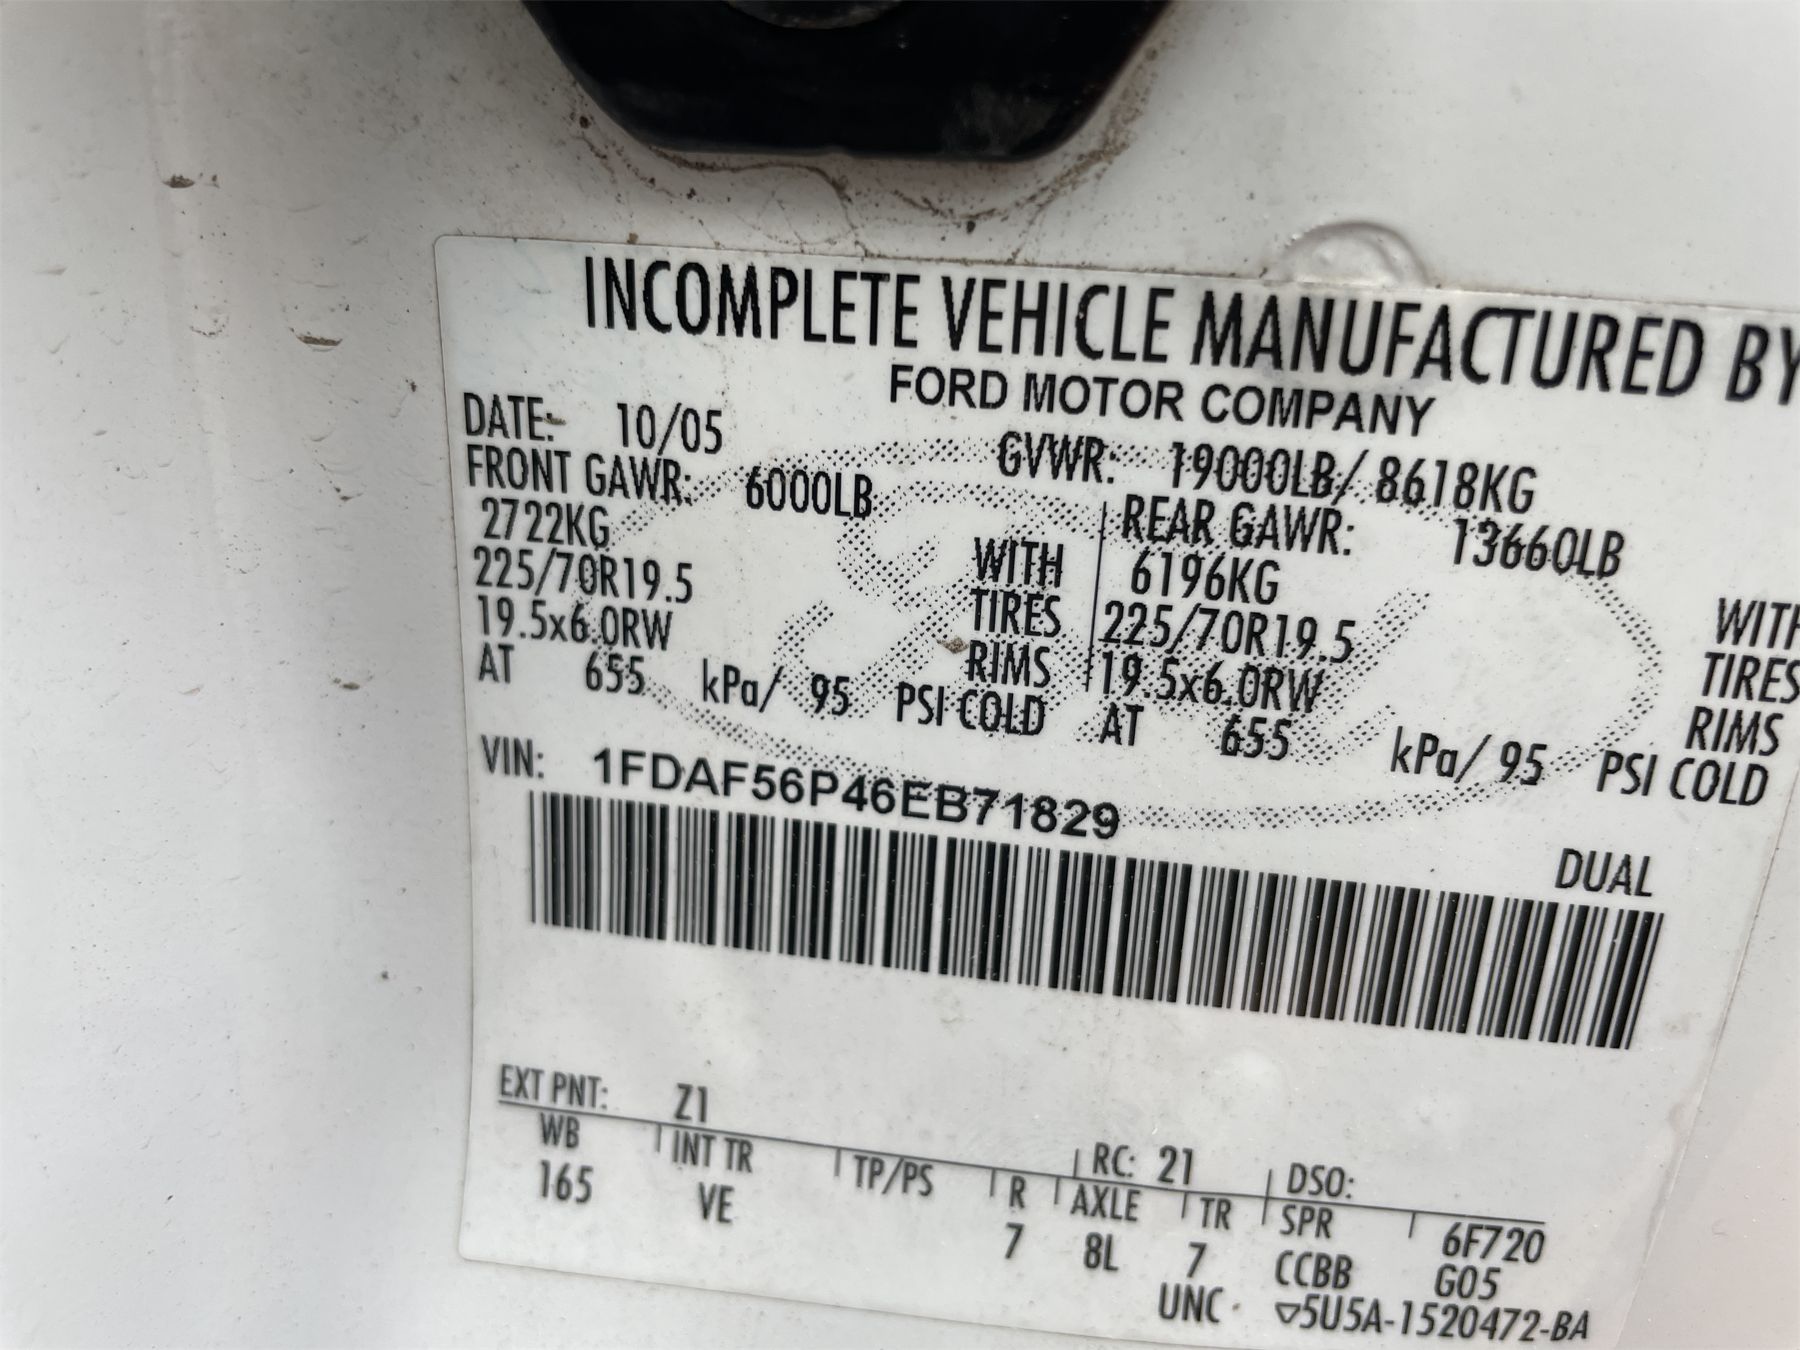 INCOMPLETE VEHICLE MANUFACTURED BY
FORD MOTOR COMPANY
DATE: 10/05 GVWR: 19000LB/ 8618KG
FRONT GAWR: 6000LB REAR GAWR: 13660LB
2722KG WITH 6196KG WITH
225/70R19.5 TIRES 225/70R19.5 TIRES
19.5x6.0RW RIMS 19.5x6.0RW RIMS
AT 655 kPa/ 95 PSI COLD AT 655 kPa/ 95 PSI COLD
VIN: 1FDAF56P46EB71829
DUAL
EXT PNT: Z1 RC: 21 DSO:
WB INT TR TP/PS R AXLE TR SPR 6F720
165 VE 7 8L 7 CCBB G05
UNC ▽5U5A-1520472-BA